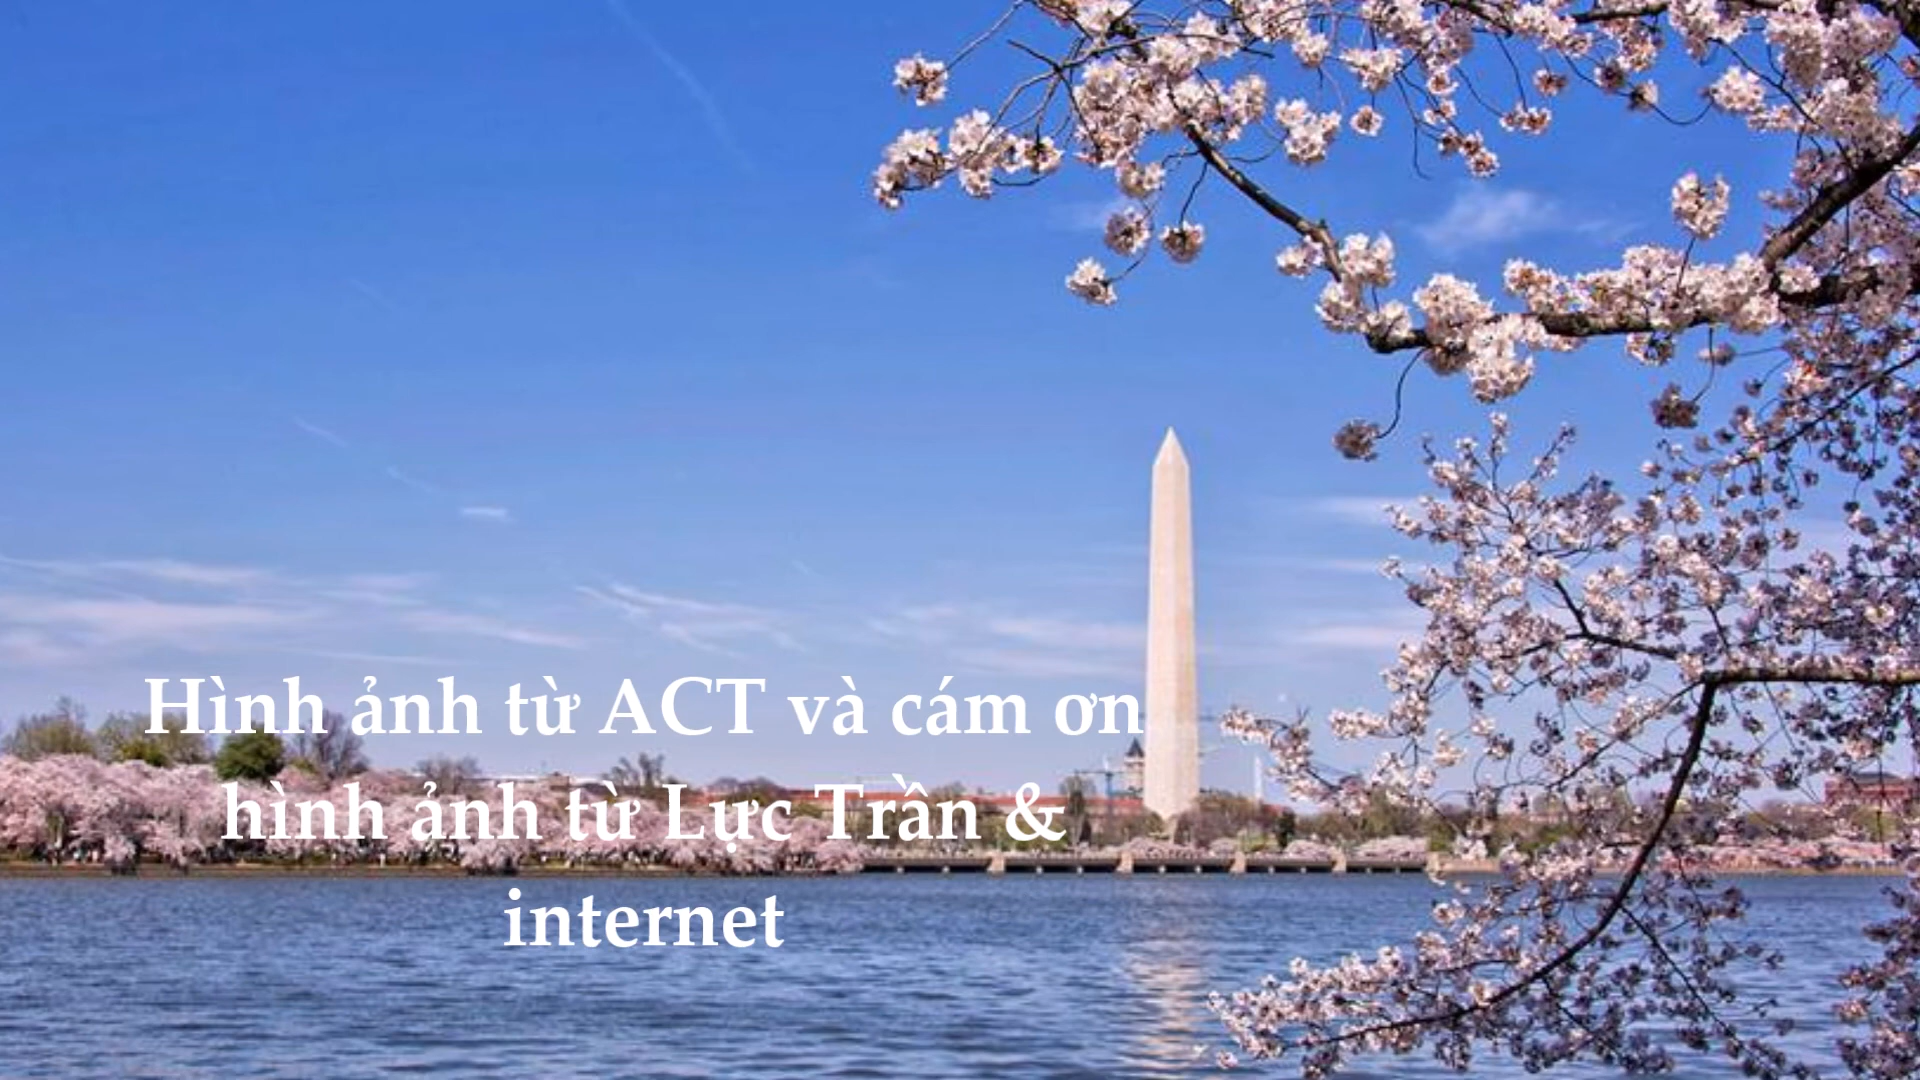 Hình ảnh từ ACT và cám ơn
hình ảnh từ Lực Trần &
internet